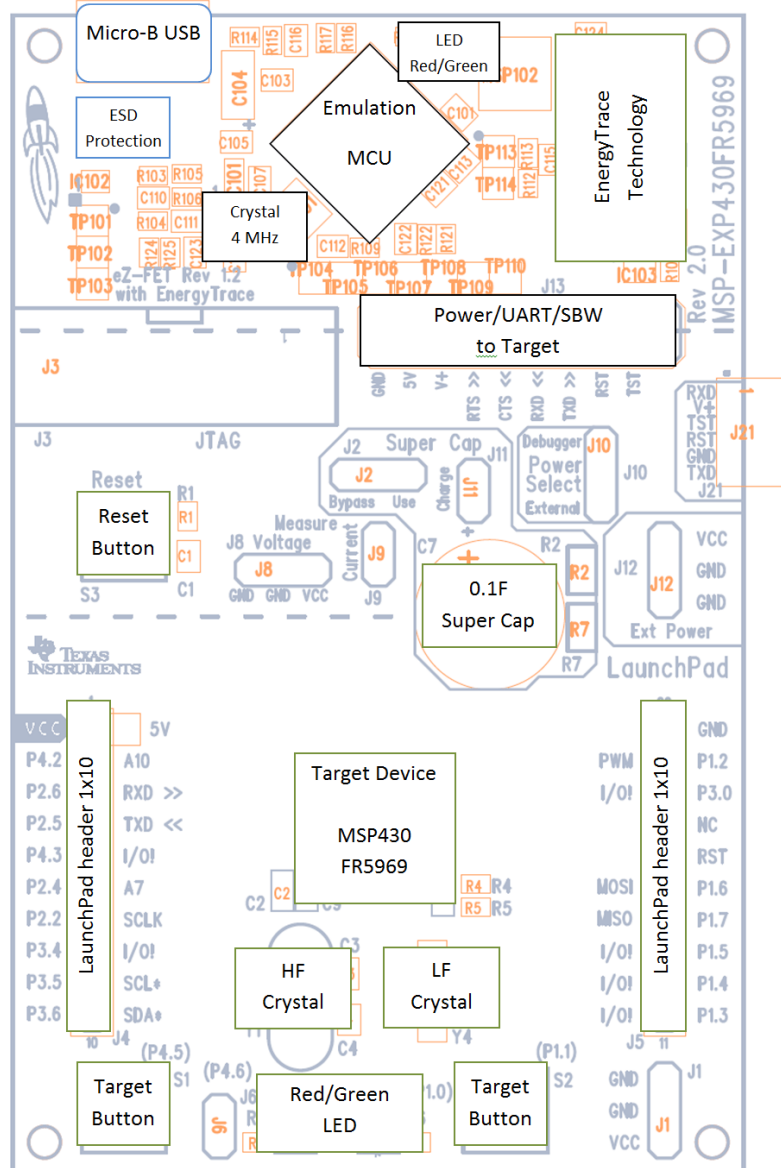 Micro-B USB
R114
R115
C116
R117
R116
LED
Red/Green
C124
ESD
Protection
C104
C103
C105
Emulation
MCU
C101
TP113
TP114
R113
R112
C115
C113
C121
EnergyTrace
Technology
MSP-EXP430FR5969
Rev 2.0
IC102
R103
R105
C110
R106
R104
C111
R124
R125
C123
C101
C107
Crystal
4 MHz
TP101
TP102
TP103
C112
R109
C122
R122
R121
TP104
TP106
TP108
TP110
TP105
TP107
TP109
IC103
eZ-FET Rev 1.2
with EnergyTrace
J13
Power/UART/SBW
to Target
GND
5V
V+
RTS >>
CTS <<
RXD <<
TXD >>
RST
TST
J3
J3
JTAG
RXD
V+
TST
RST
GND
TXD
J21
J21
1
J2
Super Cap
J11
J2
Bypass Use
Charge
J11
+
Debugger
Power
Select
External
J10
J10
Reset
R1
Reset
Button
R1
C1
S3
C1
Measure
J8 Voltage
J8
GND GND VCC
Current
J9
J9
C7
+
0.1F
Super Cap
R2
R2
R7
R7
J12
J12
VCC
GND
GND
Ext Power
TEXAS
INSTRUMENTS
LaunchPad
VCC
5V
P4.2
A10
P2.6
RXD >>
P2.5
TXD <<
P4.3
I/O!
P2.4
A7
P2.2
SCLK
P3.4
I/O!
P3.5
SCL*
P3.6
SDA*
LaunchPad header 1x10
10
J4
Target Device
MSP430
FR5969
C2
C2
R4
R4
R5
R5
HF
Crystal
C3
C4
LF
Crystal
Y4
LaunchPad header 1x10
GND
PWM
P1.2
I/O!
P3.0
NC
RST
MOSI
P1.6
MISO
P1.7
I/O!
P1.5
I/O!
P1.4
I/O!
P1.3
J5
11
(P4.5)
Target
Button
S1
(P4.6)
J6
J6
Red/Green
LED
(P1.1)
Target
Button
S2
GND
GND
VCC
J1
J1